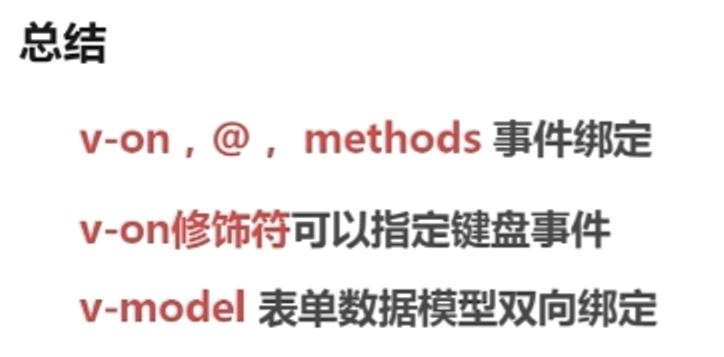 总结
v-on，@， methods 事件绑定
v-on修饰符可以指定键盘事件
v-model 表单数据模型双向绑定